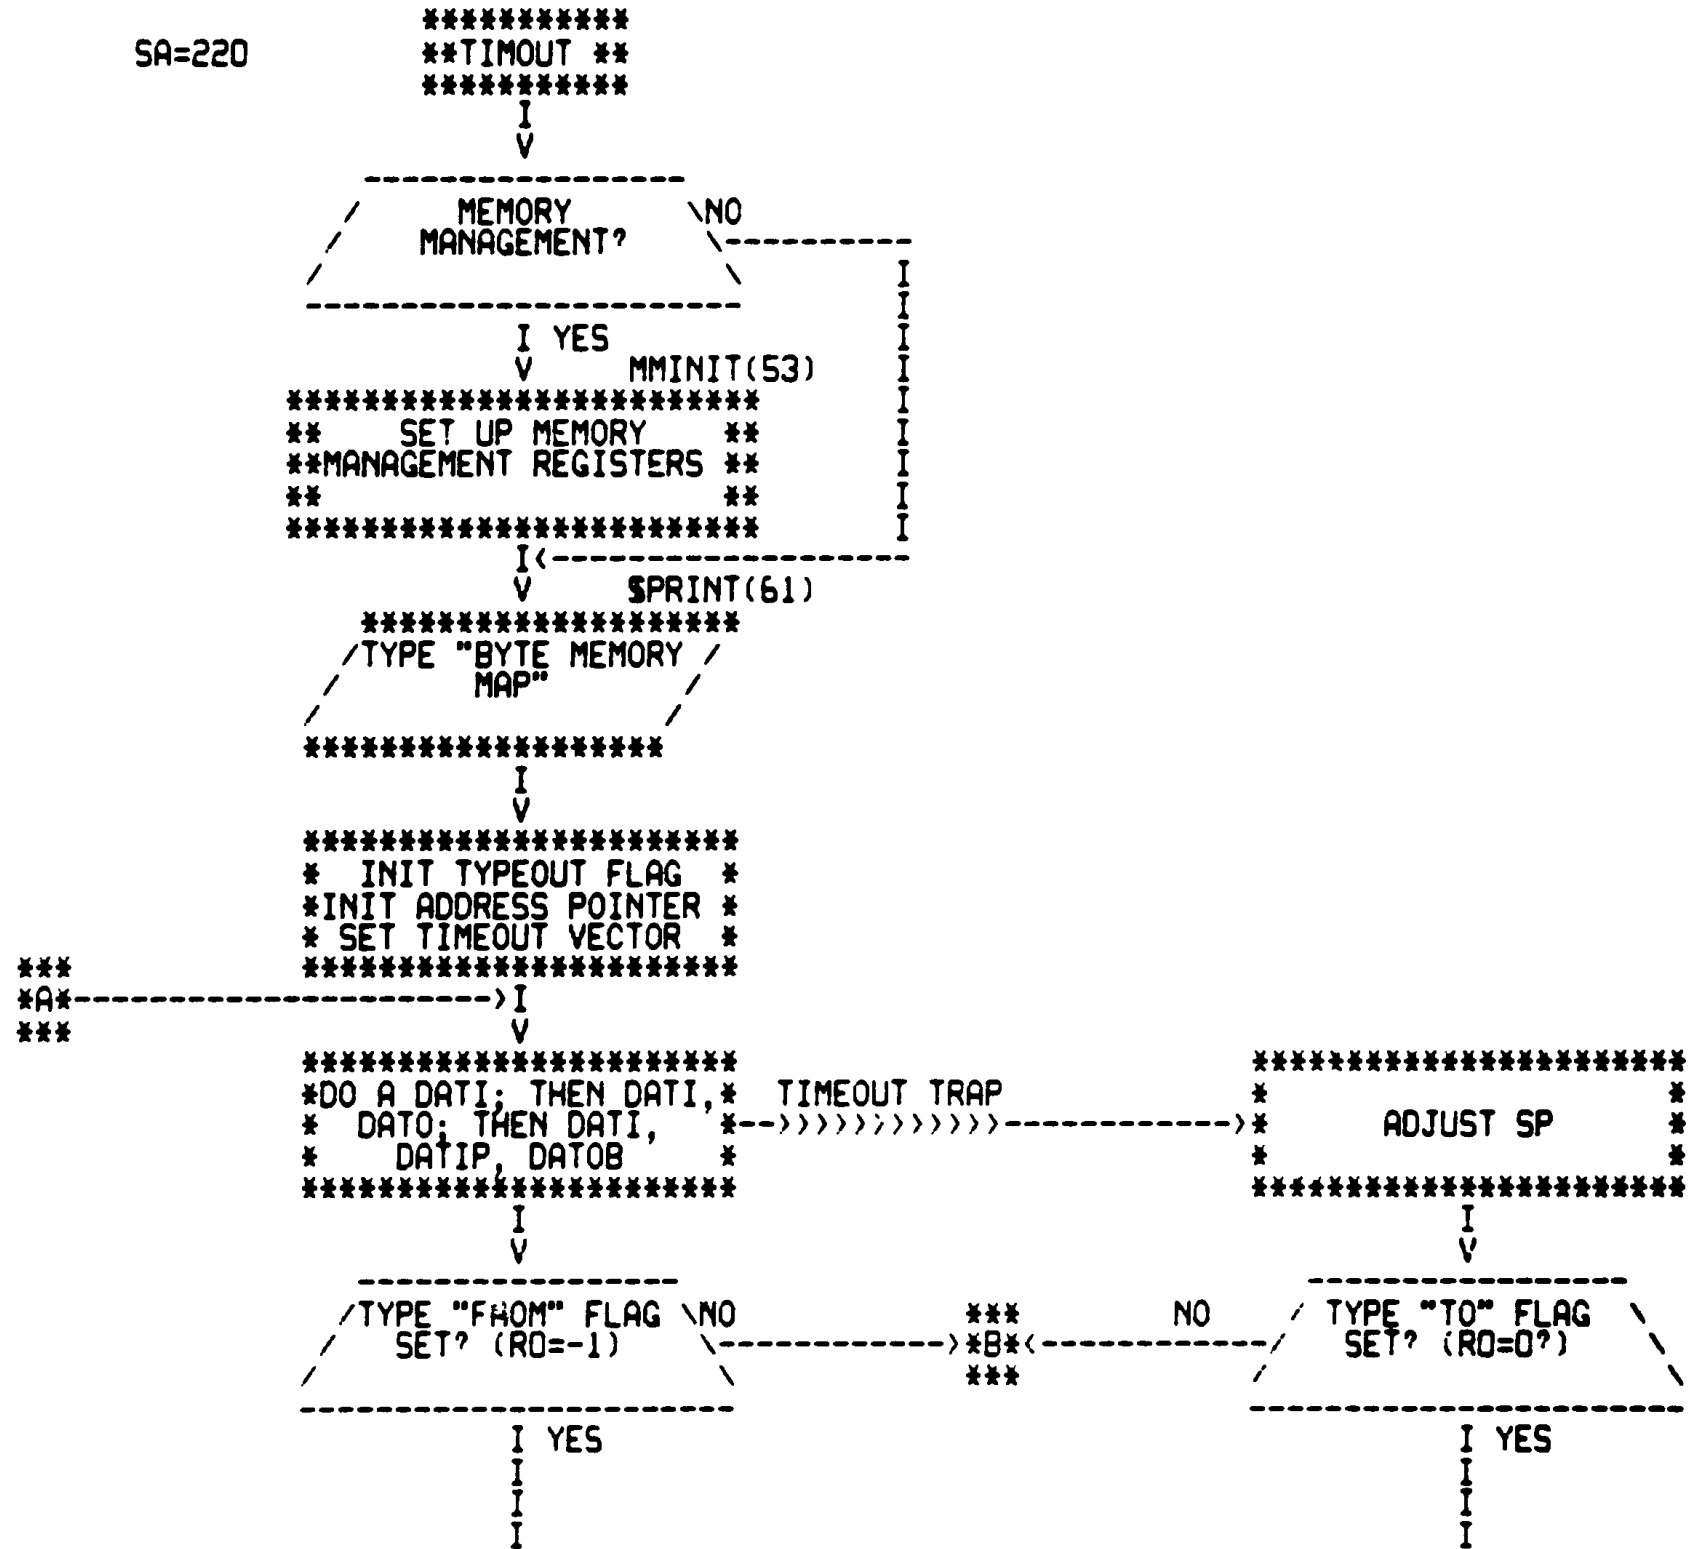 SA=220
**TIMOUT **
MEMORY
NO
MANAGEMENT?
YES
MMINIT(53)
SET UP MEMORY
MANAGEMENT REGISTERS
SPRINT(61)
TYPE "BYTE MEMORY
MAP"
INIT TYPEOUT FLAG
INIT ADDRESS POINTER
SET TIMEOUT VECTOR
*A*
DO A DATI; THEN DATI,
TIMEOUT TRAP
DATO; THEN DATI,
ADJUST SP
DATIP, DATOB
TYPE "FROM" FLAG
NO
NO
TYPE "TO" FLAG
SET? (R0=-1)
*B*
SET? (R0=0?)
YES
YES